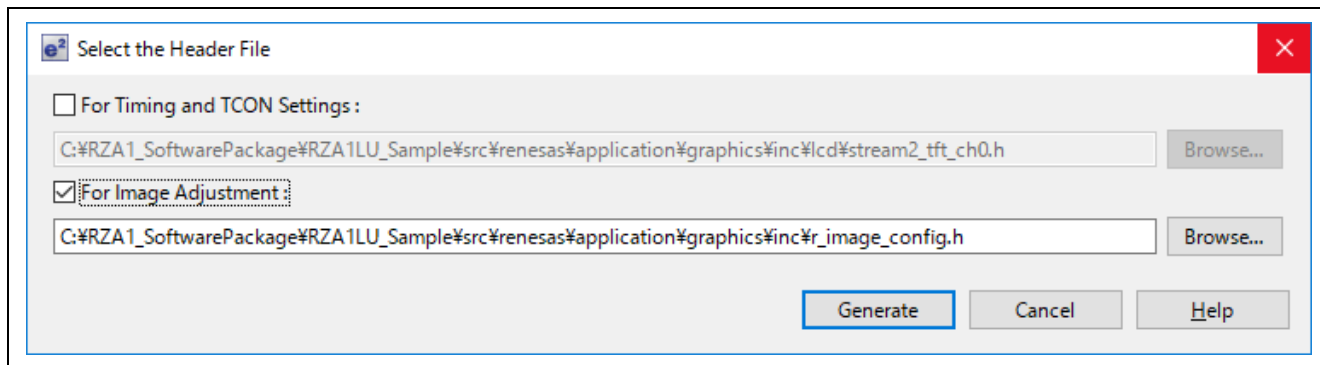 e² Select the Header File
For Timing and TCON Settings :
C:¥RZA1_SoftwarePackage¥RZA1LU_Sample¥src¥renesas¥application¥graphics¥inc¥lcd¥stream2_tft_ch0.h Browse...
For Image Adjustment :
C:¥RZA1_SoftwarePackage¥RZA1LU_Sample¥src¥renesas¥application¥graphics¥inc¥r_image_config.h Browse...
Generate Cancel Help